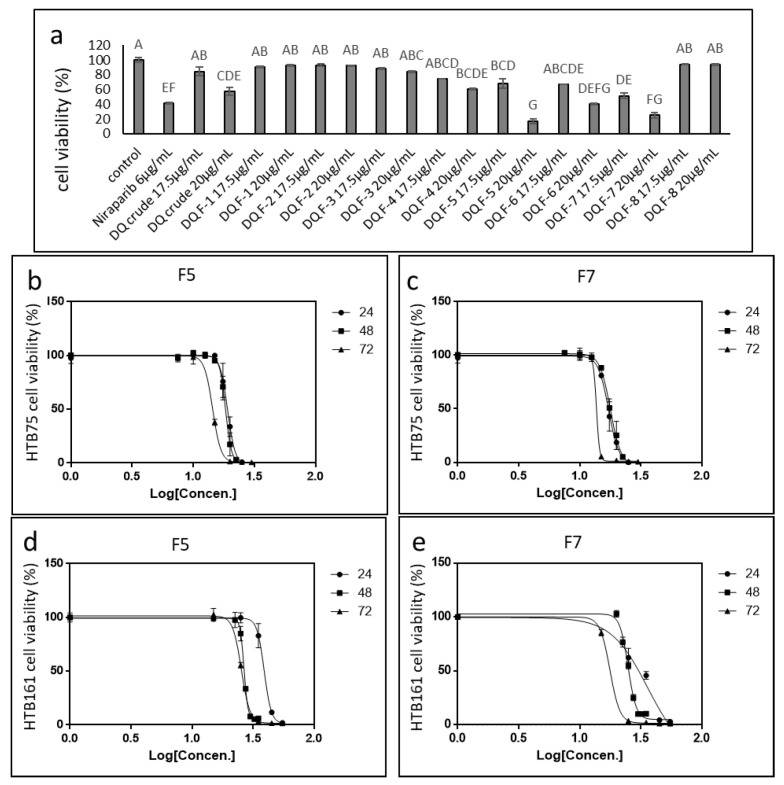 a
cell viability (%)
120
100
80
60
40
20
0
A
EF
AB
CDE
AB
AB
AB
AB
AB
ABC
ABCD
BCDE
BCD
G
ABCDE
DEFG
DE
FG
AB
AB
control
Niraparib 6µg/mL
DQ crude 17.5µg/mL
DQ crude 20µg/mL
DQ F-1 17.5µg/mL
DQ F-1 20µg/mL
DQ F-2 17.5µg/mL
DQ F-2 20µg/mL
DQ F-3 17.5µg/mL
DQ F-3 20µg/mL
DQ F-4 17.5µg/mL
DQ F-4 20µg/mL
DQ F-5 17.5µg/mL
DQ F-5 20µg/mL
DQ F-6 17.5µg/mL
DQ F-6 20µg/mL
DQ F-7 17.5µg/mL
DQ F-7 20µg/mL
DQ F-8 17.5µg/mL
DQ F-8 20µg/mL
b
F5
HTB75 cell viability (%)
150
100
50
0
0.0 0.5 1.0 1.5 2.0
Log[Concen.]
24
48
72
c
F7
HTB75 cell viability (%)
150
100
50
0
0.0 0.5 1.0 1.5 2.0
Log[Concen.]
24
48
72
d
F5
HTB161 cell viability (%)
150
100
50
0
0.0 0.5 1.0 1.5 2.0
Log[Concen.]
24
48
72
e
F7
HTB161 cell viability (%)
150
100
50
0
0.0 0.5 1.0 1.5 2.0
Log[Concen.]
24
48
72